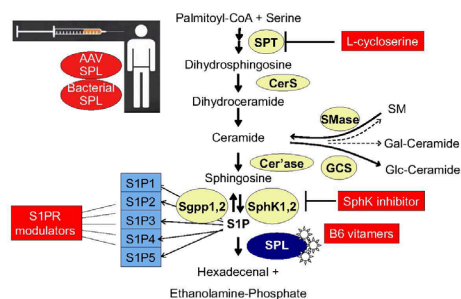 Palmitoyl-CoA + Serine
SPT
L-cycloserine
AAV
SPL
Bacterial
SPL
Dihydrosphingosine
CerS
Dihydroceramide
SMase
SM
Ceramide
Gal-Ceramide
Cer'ase
GCS
Glc-Ceramide
Sphingosine
S1P1
S1P2
S1P3
S1P4
S1P5
S1PR
modulators
Sgpp1,2
SphK1,2
SphK inhibitor
S1P
SPL
B6 vitamers
Hexadecenal +
Ethanolamine-Phosphate